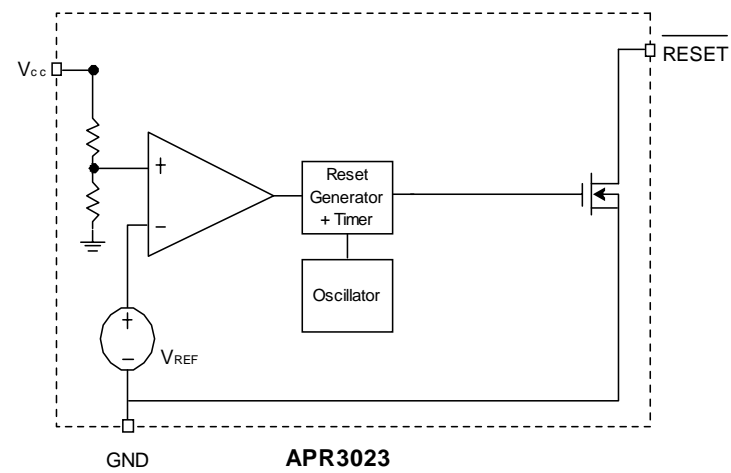 RESET
Vcc
+
−
Reset
Generator
+ Timer
Oscillator
+
−
VREF
GND
APR3023